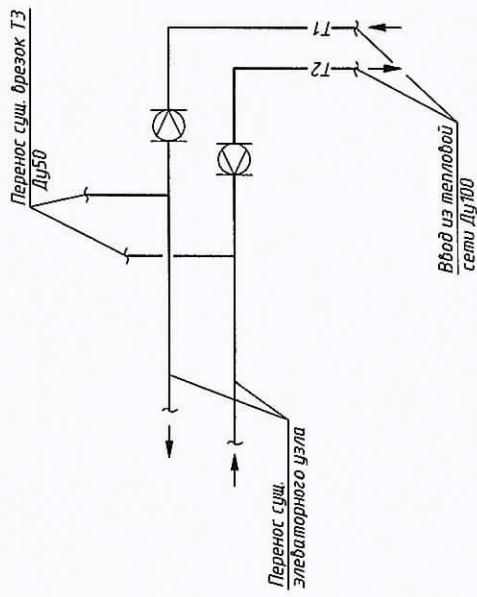 Перенос сущ. врезок Т3
Ду50
Т1
Т2
Ввод из тепловой
сети Ду100
Перенос сущ.
элеваторного узла